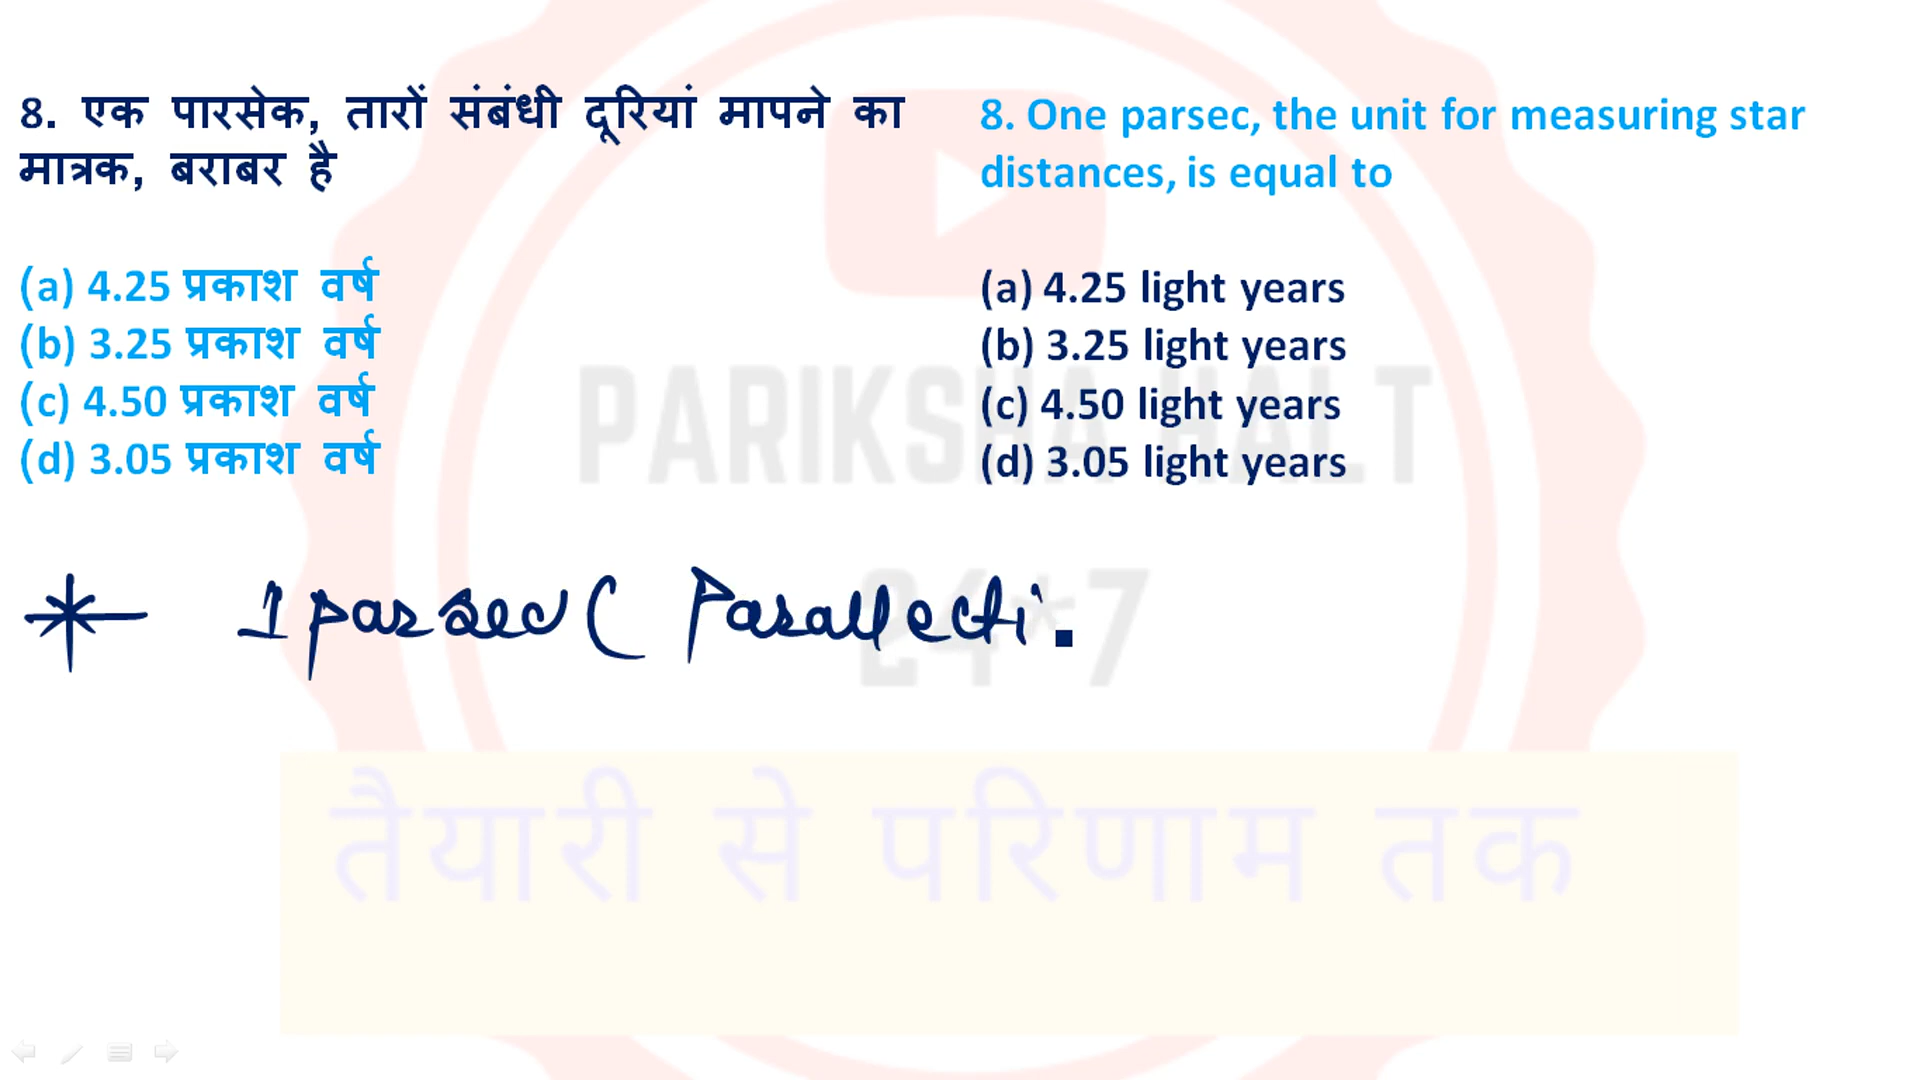 8. एक पारसेक, तारों संबंधी दूरियां मापने का
मात्रक, बराबर है
(a) 4.25 प्रकाश वर्ष
(b) 3.25 प्रकाश वर्ष
(c) 4.50 प्रकाश वर्ष
(d) 3.05 प्रकाश वर्ष
8. One parsec, the unit for measuring star
distances, is equal to
(a) 4.25 light years
(b) 3.25 light years
(c) 4.50 light years
(d) 3.05 light years
PARIKSHA HALT
24*7
1 parsec (
तैयारी से परिणाम तक